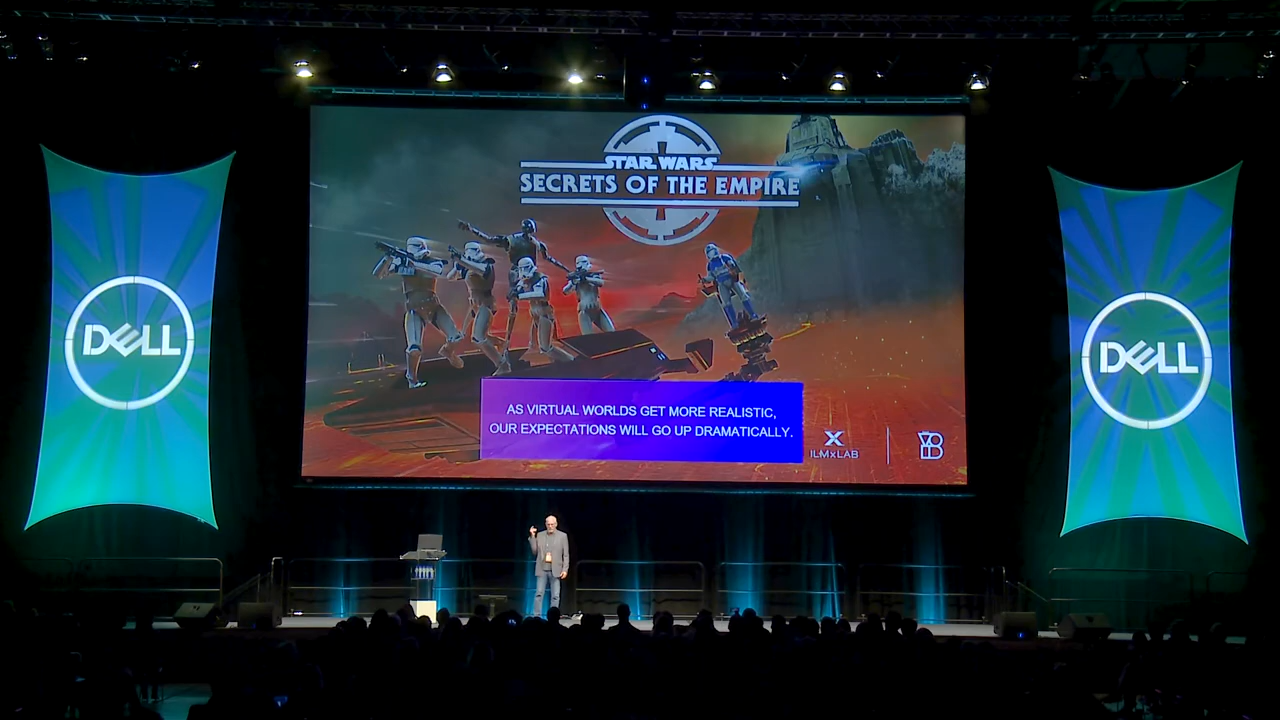 STAR WARS
SECRETS OF THE EMPIRE
DELL
DELL
AS VIRTUAL WORLDS GET MORE REALISTIC,
OUR EXPECTATIONS WILL GO UP DRAMATICALLY.
ILMxLAB